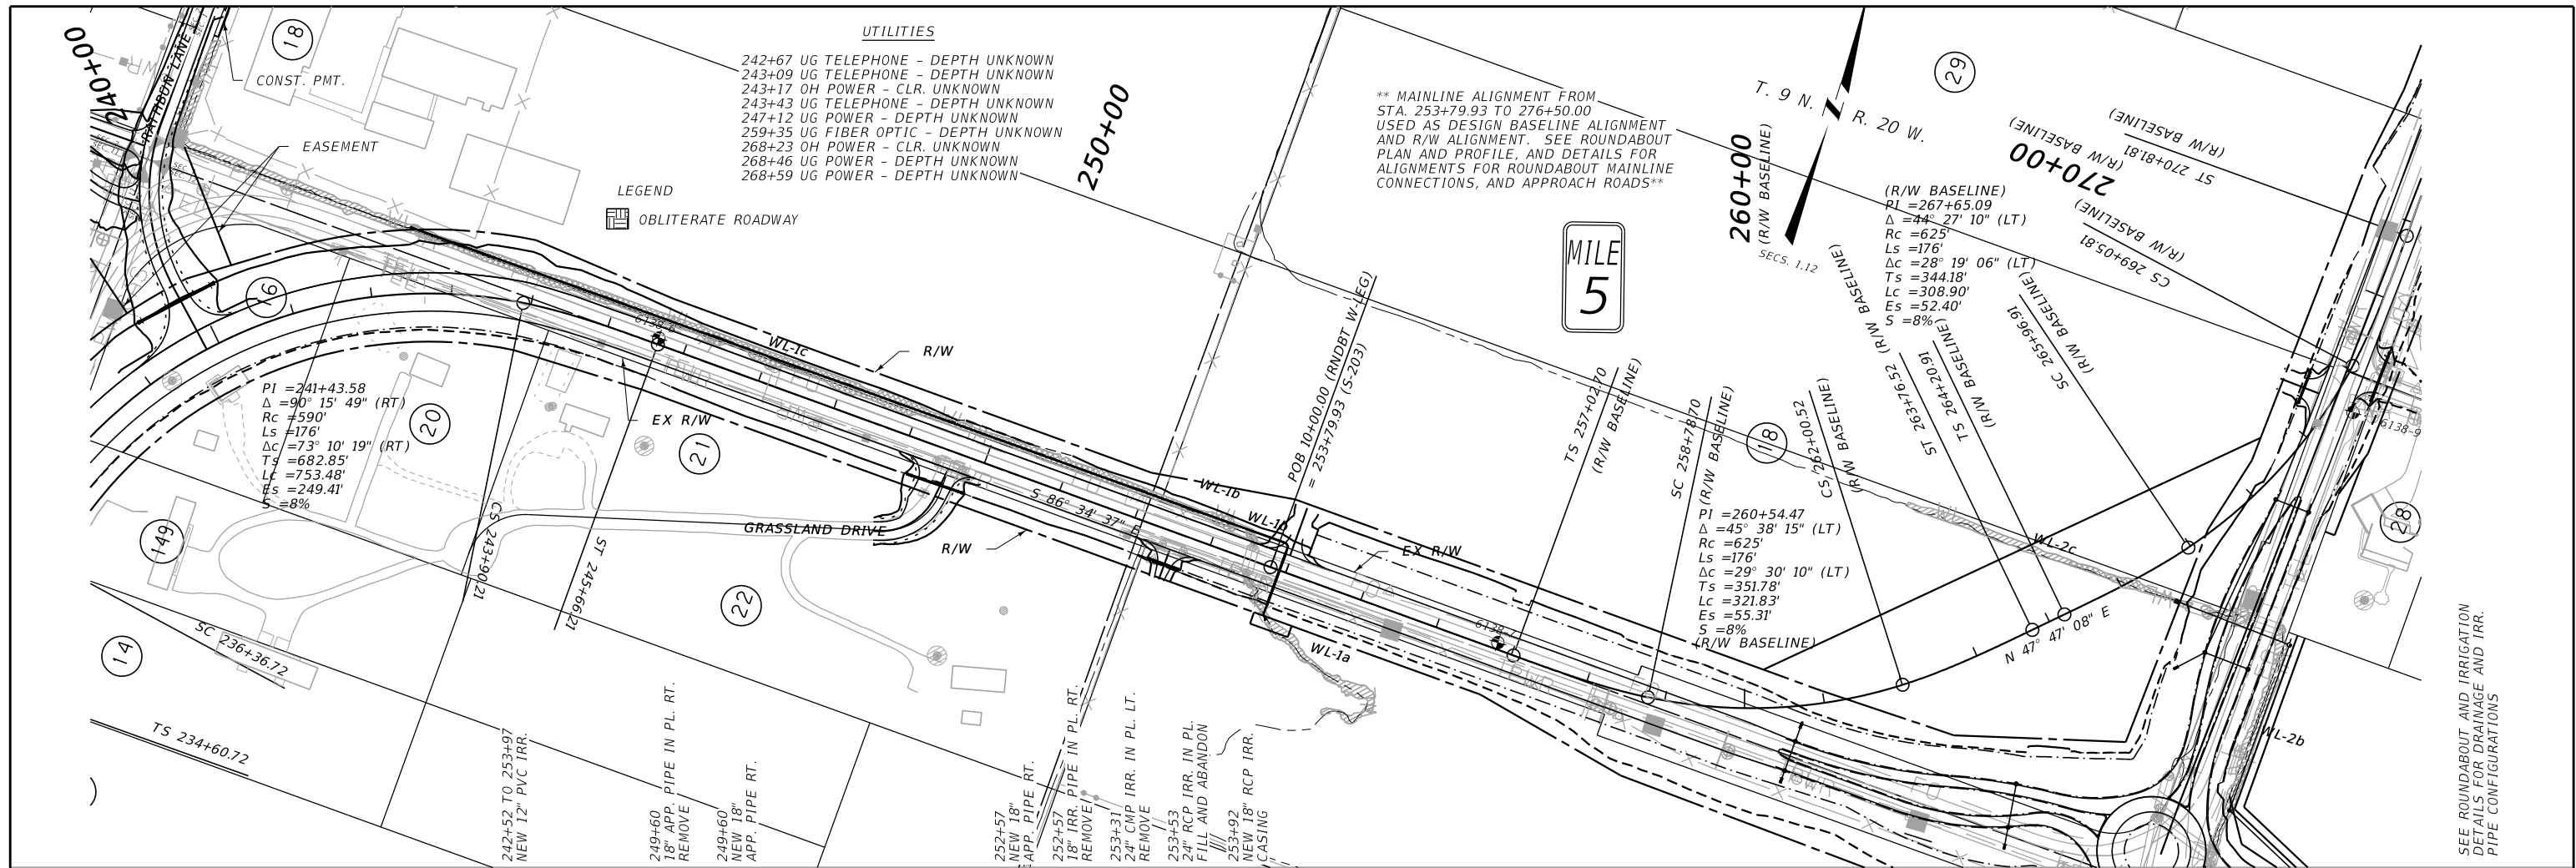 UTILITIES
242+67 UG TELEPHONE – DEPTH UNKNOWN
243+09 UG TELEPHONE – DEPTH UNKNOWN
243+17 OH POWER – CLR. UNKNOWN
243+43 UG TELEPHONE – DEPTH UNKNOWN
247+12 UG POWER – DEPTH UNKNOWN
259+35 UG FIBER OPTIC – DEPTH UNKNOWN
268+23 OH POWER – CLR. UNKNOWN
268+46 UG POWER – DEPTH UNKNOWN
268+59 UG POWER – DEPTH UNKNOWN
LEGEND
OBLITERATE ROADWAY
240+00
RATHBUN LANE
18
CONST. PMT.
EASEMENT
250+00
** MAINLINE ALIGNMENT FROM
STA. 253+79.93 TO 276+50.00
USED AS DESIGN BASELINE ALIGNMENT
AND R/W ALIGNMENT.  SEE ROUNDABOUT
PLAN AND PROFILE, AND DETAILS FOR
ALIGNMENTS FOR ROUNDABOUT MAINLINE
CONNECTIONS, AND APPROACH ROADS**
MILE
5
260+00
(R/W BASELINE)
T. 9 N.
R. 20 W.
SECS. 1,12
29
270+00
(R/W BASELINE)
ST 270+81.81
(R/W BASELINE)
CS 269+05.81
(R/W BASELINE)
(R/W BASELINE)
PI =267+65.09
Δ =44° 27' 10" (LT)
Rc =625'
Ls =176'
Δc =28° 19' 06" (LT)
Ts =344.18'
Lc =308.90'
Es =52.40'
S =8%
SC 265+96.91
(R/W BASELINE)
TS 264+20.91
(R/W BASELINE)
ST 263+76.52
(R/W BASELINE)
CS 262+00.52
(R/W BASELINE)
18
SC 258+78.70
(R/W BASELINE)
TS 257+02.70
(R/W BASELINE)
POB 10+00.00 (RNDBT W-LEG)
= 253+79.93 (S-203)
PI =260+54.47
Δ =45° 38' 15" (LT)
Rc =625'
Ls =176'
Δc =29° 30' 10" (LT)
Ts =351.78'
Lc =321.83'
Es =55.31'
S =8%
(R/W BASELINE)
16
6138-6
WL-1c
R/W
EX R/W
PI =241+43.58
Δ =90° 15' 49" (RT)
Rc =590'
Ls =176'
Δc =73° 10' 19" (RT)
Ts =682.85'
Lc =753.48'
Es =249.41'
S =8%
20
21
WL-1b
WL-1b
S 86° 34' 37" E
GRASSLAND DRIVE
R/W
EX R/W
149
14
22
CS 243+90.21
ST 245+66.21
SC 236+36.72
TS 234+60.72
WL-1a
6138-7
N 47° 47' 08" E
WL-2c
WL-2b
28
6138-9
242+52 TO 253+97
NEW 12" PVC IRR.
249+60
18" APP. PIPE IN PL. RT.
REMOVE
249+60
NEW 18"
APP. PIPE RT.
252+57
NEW 18"
APP. PIPE RT.
252+57
18" IRR. PIPE IN PL. RT.
REMOVE
253+31
24" CMP IRR. IN PL. LT.
REMOVE
253+53
24" RCP IRR. IN PL.
FILL AND ABANDON
253+92
NEW 18" RCP IRR.
CASING
SEE ROUNDABOUT AND IRRIGATION
DETAILS FOR DRAINAGE AND IRR.
PIPE CONFIGURATIONS